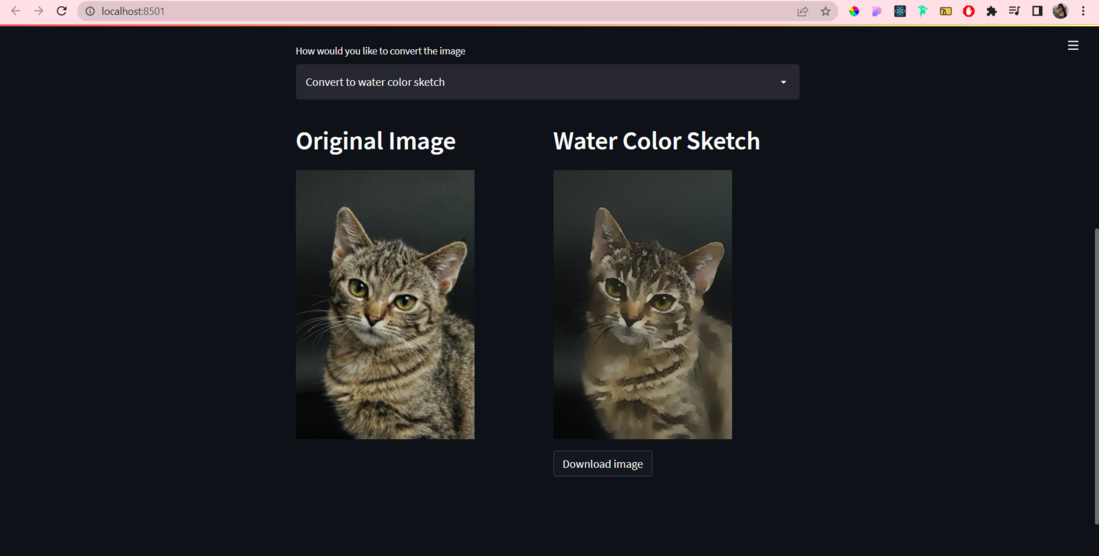 localhost:8501
How would you like to convert the image
Convert to water color sketch
Original Image
Water Color Sketch
Download image